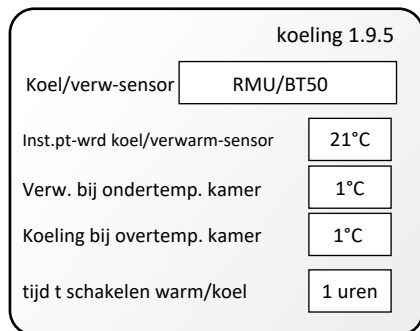 koeling 1.9.5
Koel/verw-sensor RMU/BT50
Inst.pt-wrd koel/verwarm-sensor 21°C
Verw. bij ondertemp. kamer 1°C
Koeling bij overtemp. kamer 1°C
tijd t schakelen warm/koel 1 uren